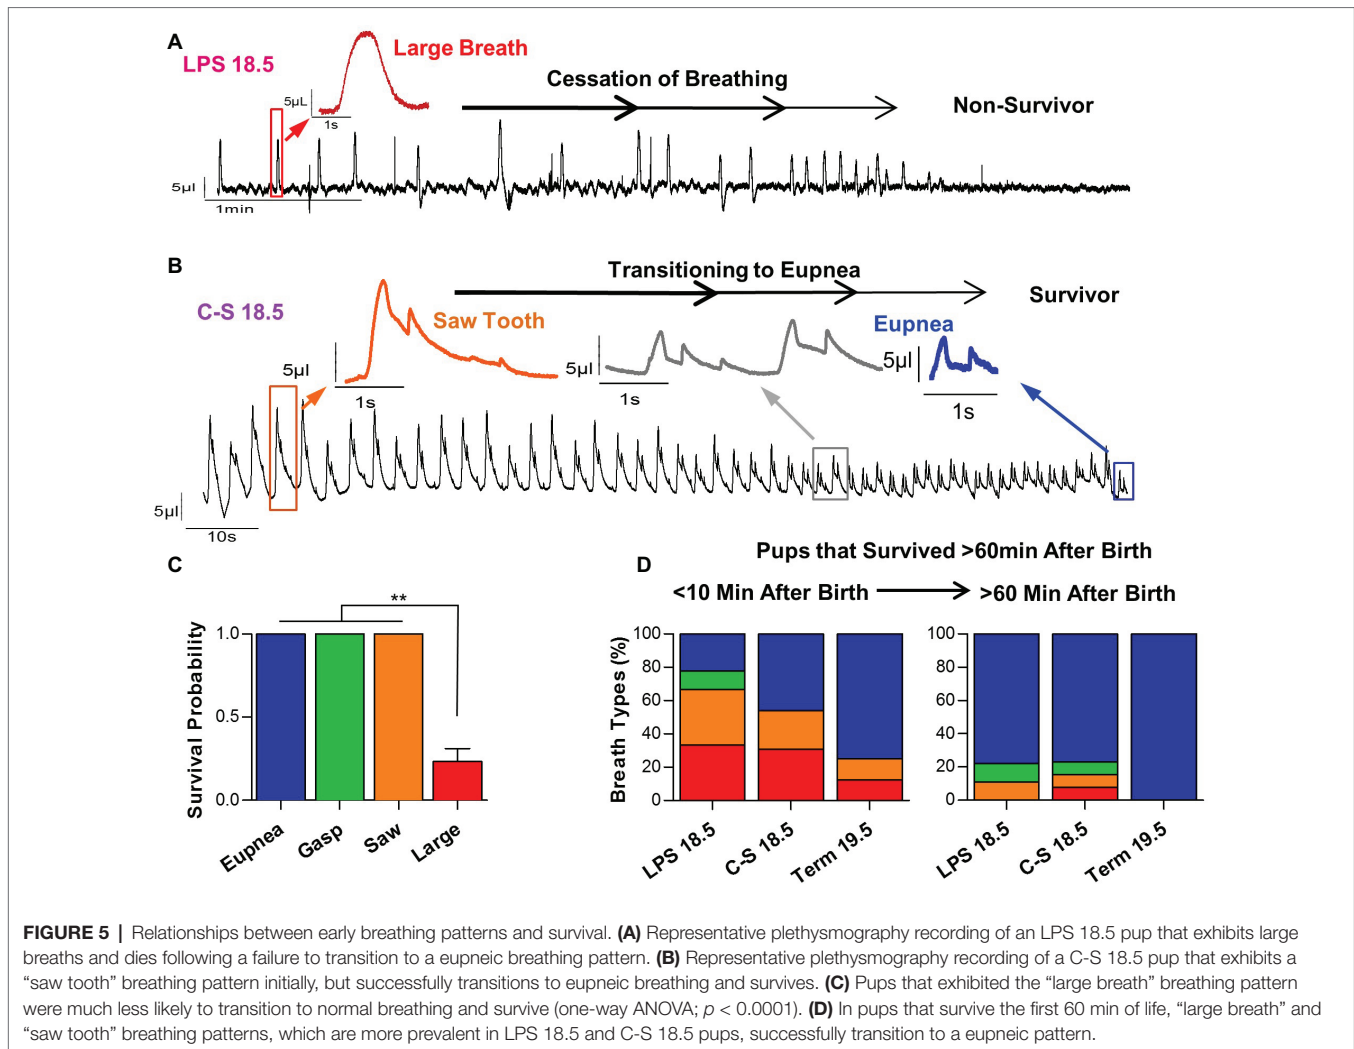 A
LPS 18.5
Large Breath
5µL
1s
Cessation of Breathing
Non-Survivor
5µl
1min
B
Transitioning to Eupnea
Survivor
C-S 18.5
Saw Tooth
Eupnea
5µl
1s
5µl
1s
5µl
1s
5µl
10s
C
Survival Probability
1.0
0.5
0.0
**
Eupnea
Gasp
Saw
Large
D
Pups that Survived >60min After Birth
<10 Min After Birth
>60 Min After Birth
Breath Types (%)
100
80
60
40
20
0
LPS 18.5
C-S 18.5
Term 19.5
100
80
60
40
20
0
LPS 18.5
C-S 18.5
Term 19.5
FIGURE 5 | Relationships between early breathing patterns and survival. (A) Representative plethysmography recording of an LPS 18.5 pup that exhibits large
breaths and dies following a failure to transition to a eupneic breathing pattern. (B) Representative plethysmography recording of a C-S 18.5 pup that exhibits a
“saw tooth” breathing pattern initially, but successfully transitions to eupneic breathing and survives. (C) Pups that exhibited the “large breath” breathing pattern
were much less likely to transition to normal breathing and survive (one-way ANOVA; p < 0.0001). (D) In pups that survive the first 60 min of life, “large breath” and
“saw tooth” breathing patterns, which are more prevalent in LPS 18.5 and C-S 18.5 pups, successfully transition to a eupneic pattern.